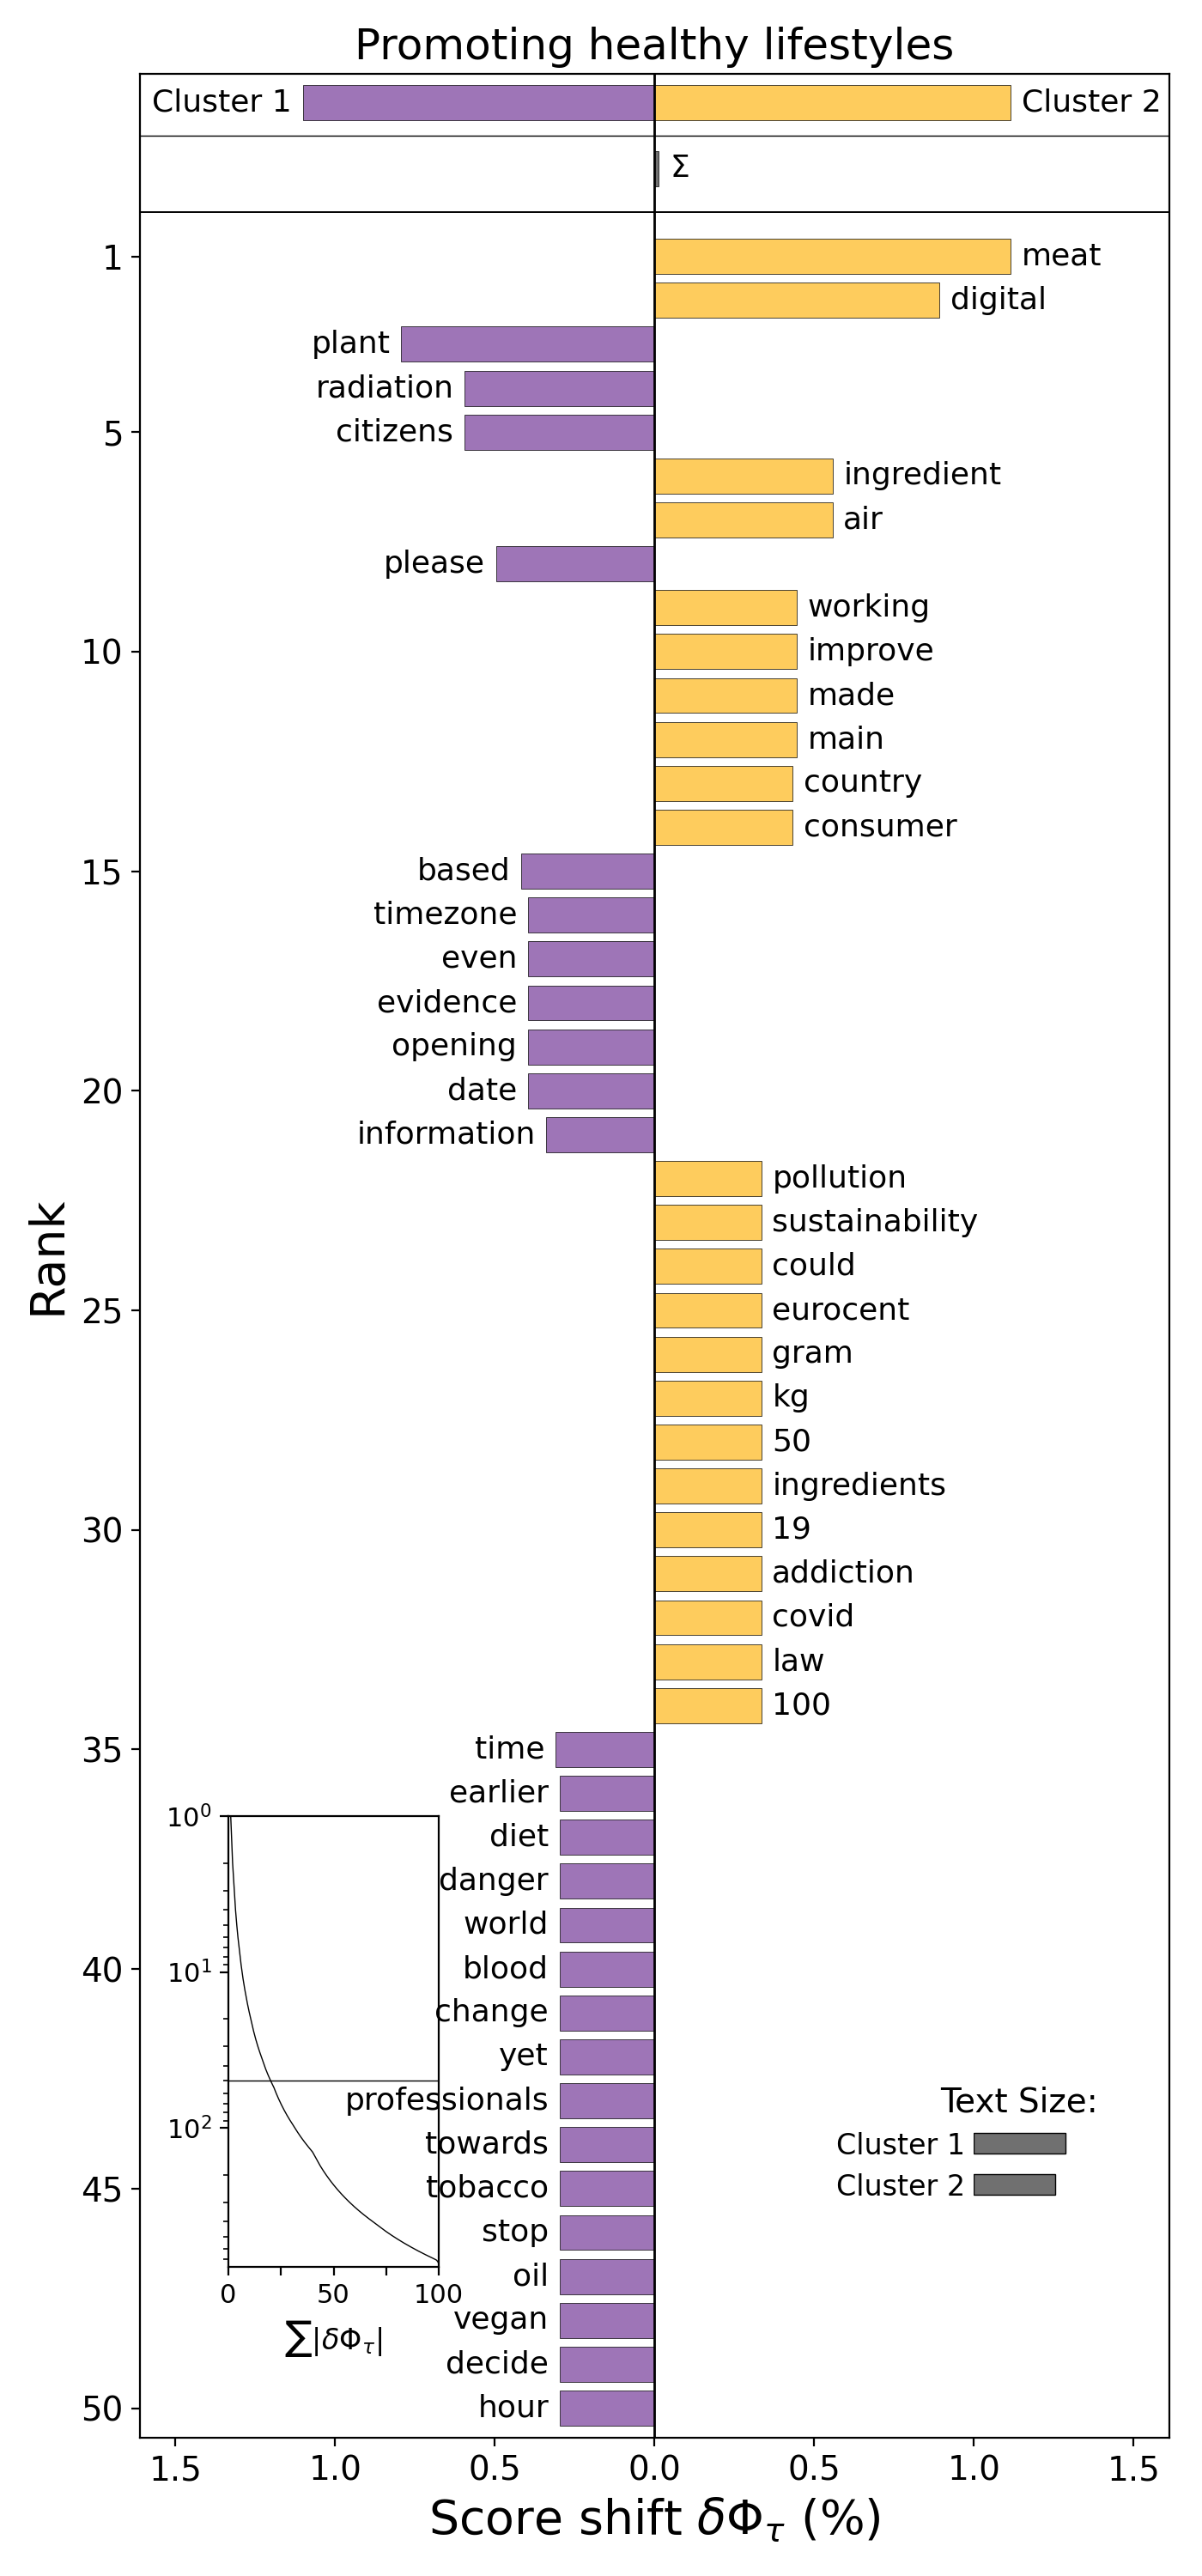 Promoting healthy lifestyles
Cluster 1 Cluster 2
Σ
1 meat
digital
plant
radiation
5 citizens
ingredient
air
please
working
10 improve
made
main
country
consumer
15 based
timezone
even
evidence
opening
20 date
information
pollution
sustainability
could
25 eurocent
gram
kg
50
ingredients
30 19
addiction
covid
law
100
35 time
earlier
diet
danger
world
40 blood
change
yet
professionals
towards
45 tobacco
stop
oil
vegan
decide
50 hour
Rank
10⁰
10¹
10²
0 50 100
∑|δΦ_τ|
Text Size:
Cluster 1
Cluster 2
1.5 1.0 0.5 0.0 0.5 1.0 1.5
Score shift δΦ_τ (%)